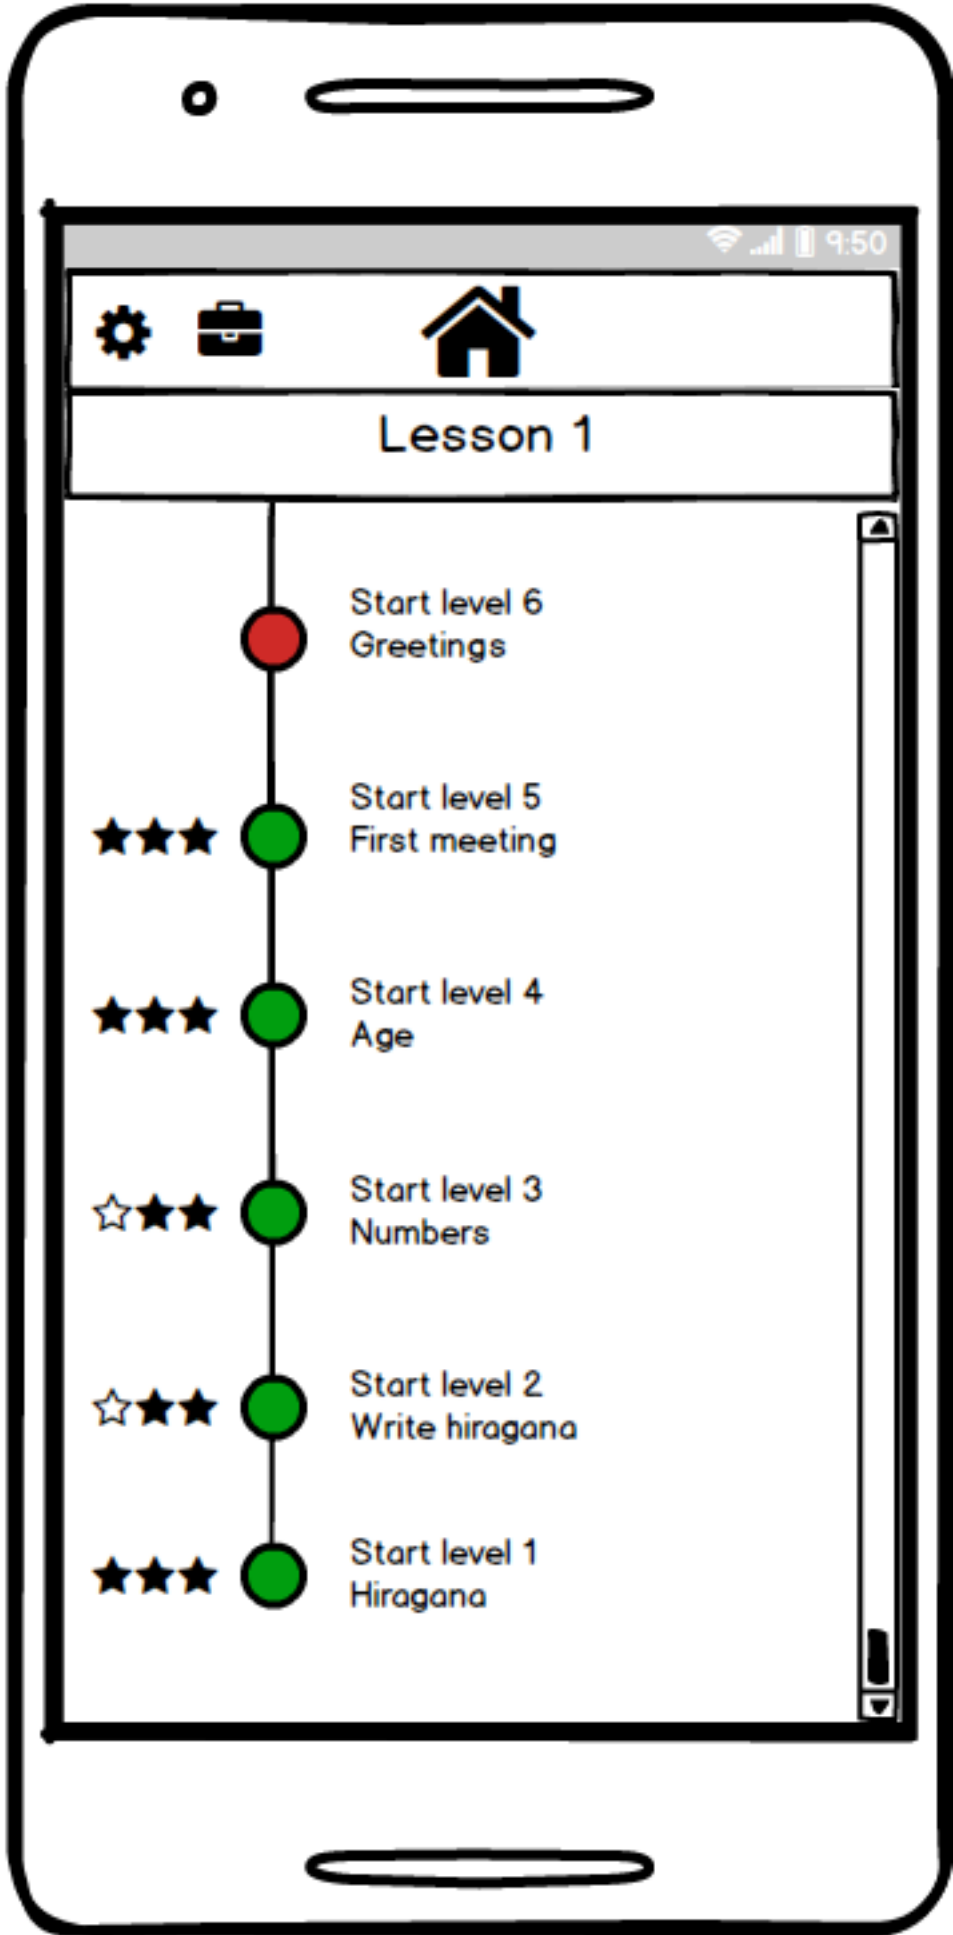 9:50
Lesson 1
Start level 6
Greetings
Start level 5
First meeting
Start level 4
Age
Start level 3
Numbers
Start level 2
Write hiragana
Start level 1
Hiragana